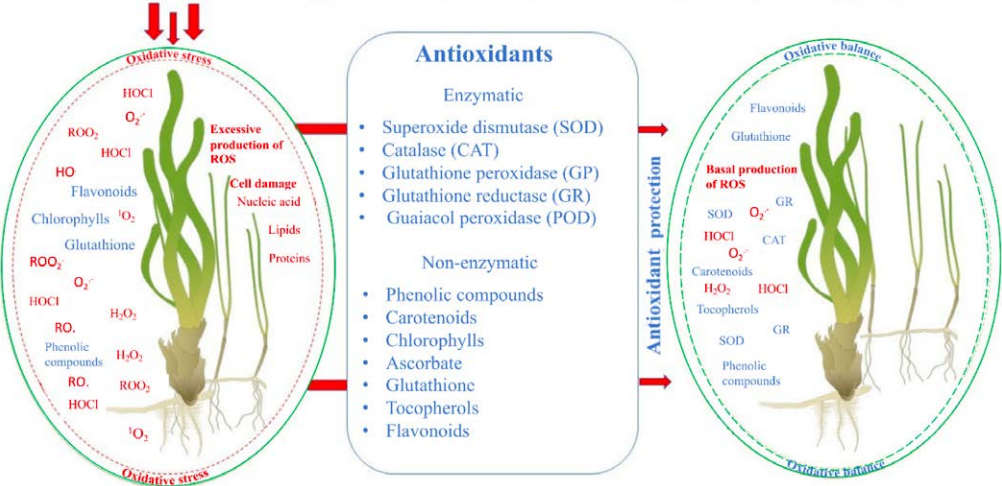 Oxidative stress
HOCl
O₂·-
ROO₂
HOCl
Excessive
production of
ROS
HO
Cell damage
Flavonoids
Nucleic acid
Chlorophylls
¹O₂
Lipids
Glutathione
Proteins
ROO₂·
O₂·-
HOCl
H₂O₂
RO.
Phenolic
compounds
H₂O₂
RO.
ROO₂
HOCl
¹O₂
Oxidative stress
Antioxidants
Enzymatic
• Superoxide dismutase (SOD)
• Catalase (CAT)
• Glutathione peroxidase (GP)
• Glutathione reductase (GR)
• Guaiacol peroxidase (POD)
Non-enzymatic
• Phenolic compounds
• Carotenoids
• Chlorophylls
• Ascorbate
• Glutathione
• Tocopherols
• Flavonoids
Antioxidant protection
Oxidative balance
Flavonoids
Glutathione
Basal production
of ROS
GR
SOD
O₂·-
HOCl
CAT
O₂·-
Carotenoids
H₂O₂
HOCl
Tocopherols
GR
SOD
Phenolic
compounds
Oxidative balance